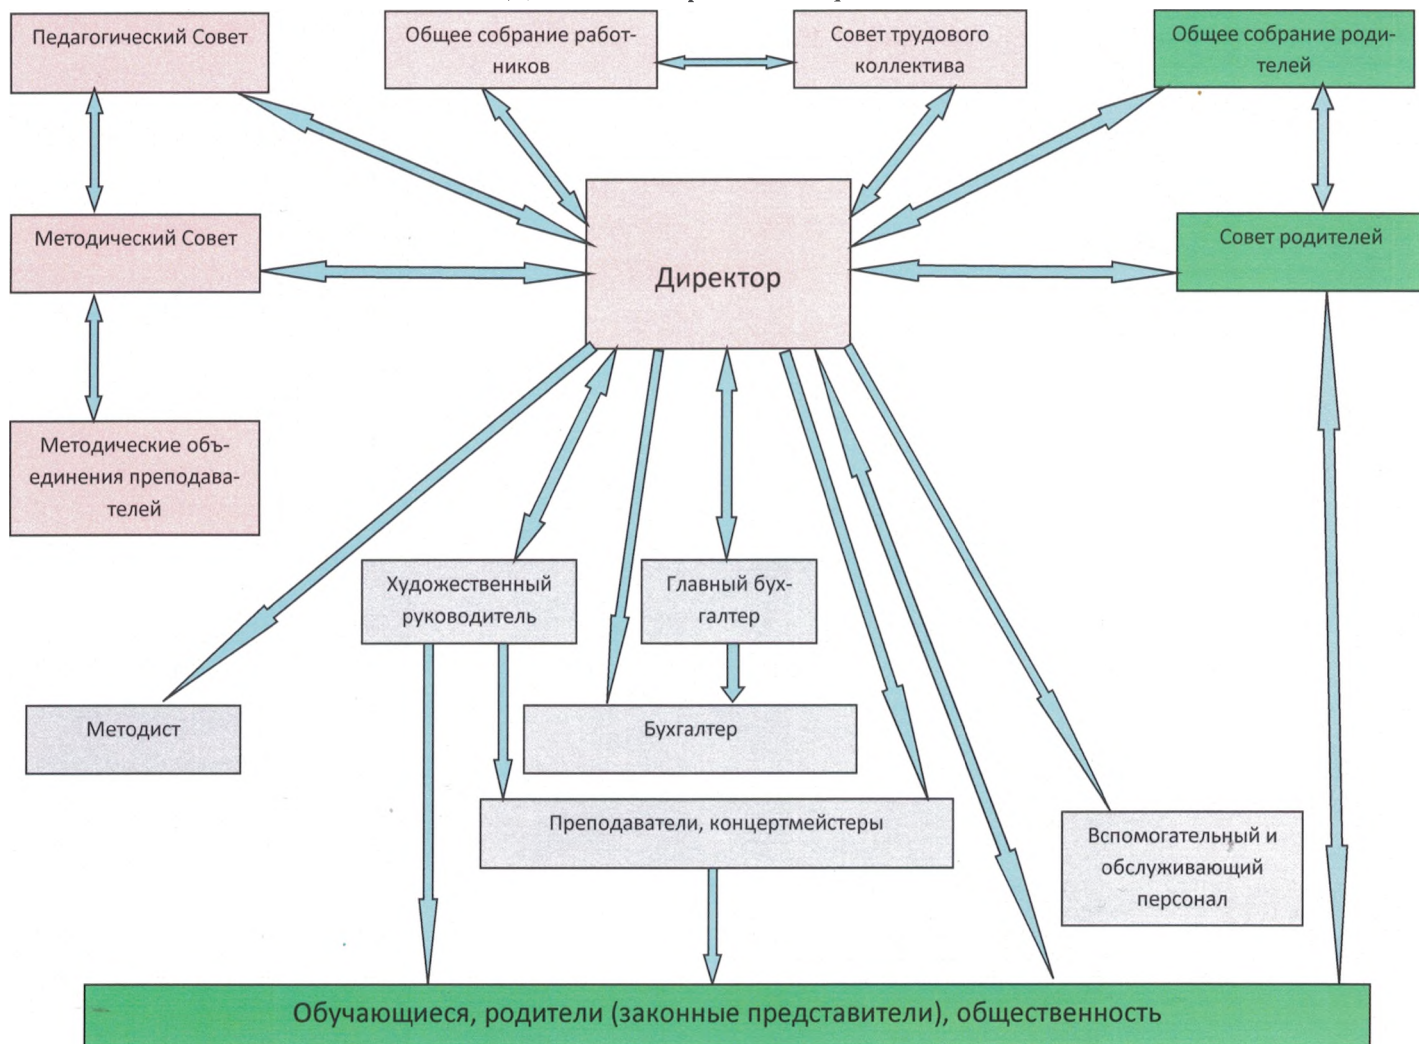 Педагогический Совет
Общее собрание работ-
ников
Совет трудового
коллектива
Общее собрание роди-
телей
Методический Совет
Директор
Совет родителей
Методические объ-
единения преподава-
телей
Художественный
руководитель
Главный бух-
галтер
Методист
Бухгалтер
Преподаватели, концертмейстеры
Вспомогательный и
обслуживающий
персонал
Обучающиеся, родители (законные представители), общественность